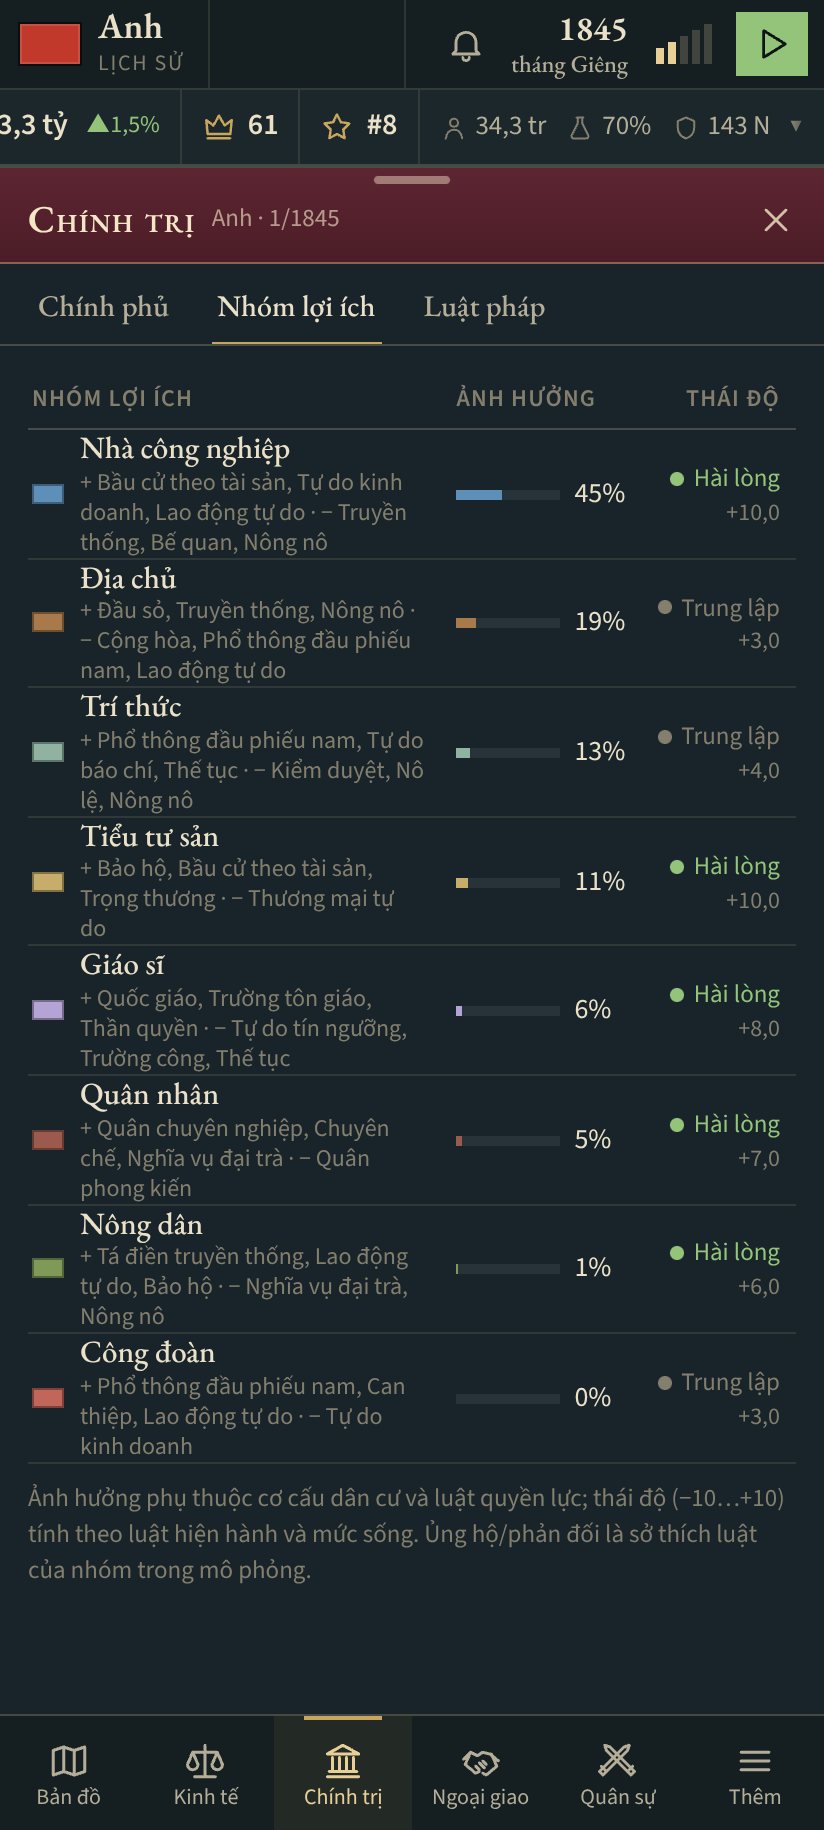 Anh
LỊCH SỬ
1845
tháng Giêng
3,3 tỷ ▲1,5% 61 #8 34,3 tr 70% 143 N ▼
CHÍNH TRỊ Anh · 1/1845
Chính phủ Nhóm lợi ích Luật pháp
NHÓM LỢI ÍCH ẢNH HƯỞNG THÁI ĐỘ
Nhà công nghiệp
+ Bầu cử theo tài sản, Tự do kinh
doanh, Lao động tự do · − Truyền
thống, Bế quan, Nông nô
45%
Hài lòng
+10,0
Địa chủ
+ Đầu sỏ, Truyền thống, Nông nô ·
− Cộng hòa, Phổ thông đầu phiếu
nam, Lao động tự do
19%
Trung lập
+3,0
Trí thức
+ Phổ thông đầu phiếu nam, Tự do
báo chí, Thế tục · − Kiểm duyệt, Nô
lệ, Nông nô
13%
Trung lập
+4,0
Tiểu tư sản
+ Bảo hộ, Bầu cử theo tài sản,
Trọng thương · − Thương mại tự
do
11%
Hài lòng
+10,0
Giáo sĩ
+ Quốc giáo, Trường tôn giáo,
Thần quyền · − Tự do tín ngưỡng,
Trường công, Thế tục
6%
Hài lòng
+8,0
Quân nhân
+ Quân chuyên nghiệp, Chuyên
chế, Nghĩa vụ đại trà · − Quân
phong kiến
5%
Hài lòng
+7,0
Nông dân
+ Tá điền truyền thống, Lao động
tự do, Bảo hộ · − Nghĩa vụ đại trà,
Nông nô
1%
Hài lòng
+6,0
Công đoàn
+ Phổ thông đầu phiếu nam, Can
thiệp, Lao động tự do · − Tự do
kinh doanh
0%
Trung lập
+3,0
Ảnh hưởng phụ thuộc cơ cấu dân cư và luật quyền lực; thái độ (−10…+10)
tính theo luật hiện hành và mức sống. Ủng hộ/phản đối là sở thích luật
của nhóm trong mô phỏng.
Bản đồ Kinh tế Chính trị Ngoại giao Quân sự Thêm